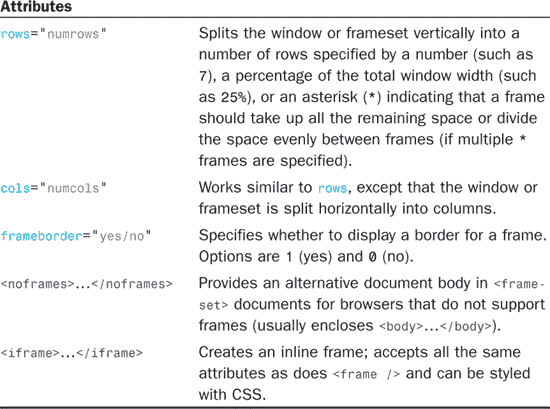 Attributes
rows="numrows" Splits the window or frameset vertically into a
number of rows specified by a number (such as
7), a percentage of the total window width (such
as 25%), or an asterisk (*) indicating that a frame
should take up all the remaining space or divide
the space evenly between frames (if multiple *
frames are specified).
cols="numcols" Works similar to rows, except that the window or
frameset is split horizontally into columns.
frameborder="yes/no" Specifies whether to display a border for a frame.
Options are 1 (yes) and 0 (no).
<noframes>...</noframes> Provides an alternative document body in <frame-
set> documents for browsers that do not support
frames (usually encloses <body>...</body>).
<iframe>...</iframe> Creates an inline frame; accepts all the same
attributes as does <frame /> and can be styled
with CSS.